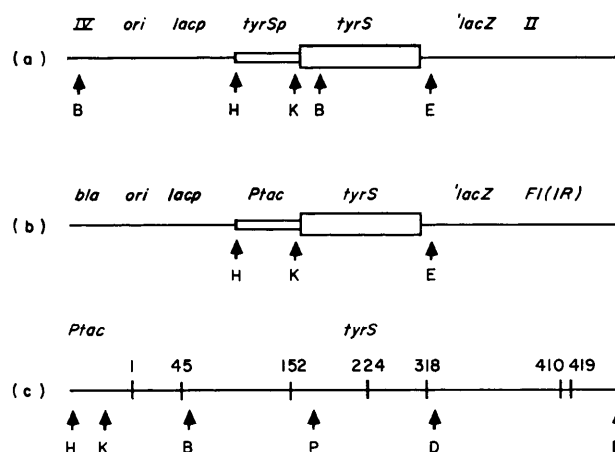 IV ori lacp tyrSp tyrS 'lacZ II
(a)
B H K B E
bla ori lacp Ptac tyrS 'lacZ FI(IR)
(b)
H K E
Ptac tyrS
1 45 152 224 318 410 419
(c)
H K B P D